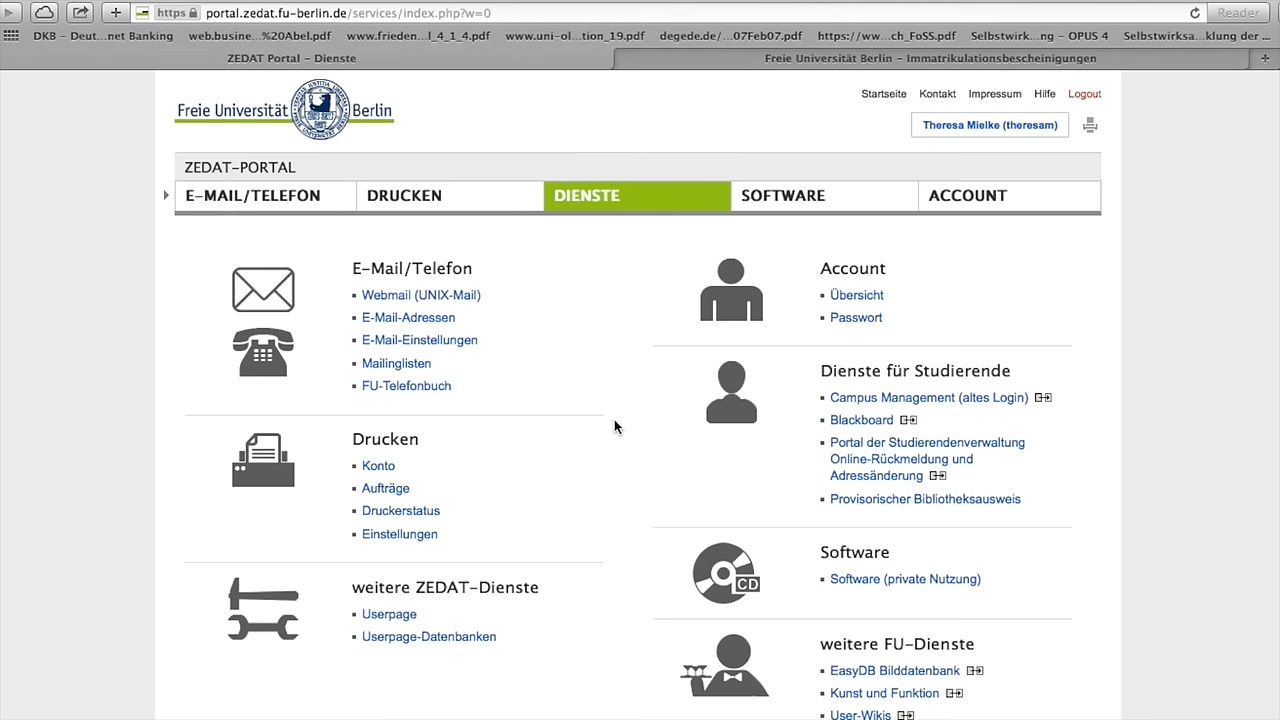 https portal.zedat.fu-berlin.de/services/index.php?w=0 Reader
DKB - Deut...net Banking web.busine...%20Abel.pdf www.frieden...l_4_1_4.pdf www.uni-ol...tion_19.pdf degede.de/...07Feb07.pdf https://ww...ch_FoSS.pdf Selbstwirk...ng - OPUS 4 Selbstwirksa...klung der ...
ZEDAT Portal - Dienste Freie Universität Berlin - Immatrikulationsbescheinigungen
Startseite Kontakt Impressum Hilfe Logout
Freie Universität Berlin
Theresa Mielke (theresam)
ZEDAT-PORTAL
E-MAIL/TELEFON DRUCKEN DIENSTE SOFTWARE ACCOUNT
E-Mail/Telefon
Webmail (UNIX-Mail)
E-Mail-Adressen
E-Mail-Einstellungen
Mailinglisten
FU-Telefonbuch
Drucken
Konto
Aufträge
Druckerstatus
Einstellungen
weitere ZEDAT-Dienste
Userpage
Userpage-Datenbanken
Account
Übersicht
Passwort
Dienste für Studierende
Campus Management (altes Login)
Blackboard
Portal der Studierendenverwaltung
Online-Rückmeldung und
Adressänderung
Provisorischer Bibliotheksausweis
CD
Software
Software (private Nutzung)
weitere FU-Dienste
EasyDB Bilddatenbank
Kunst und Funktion
User-Wikis